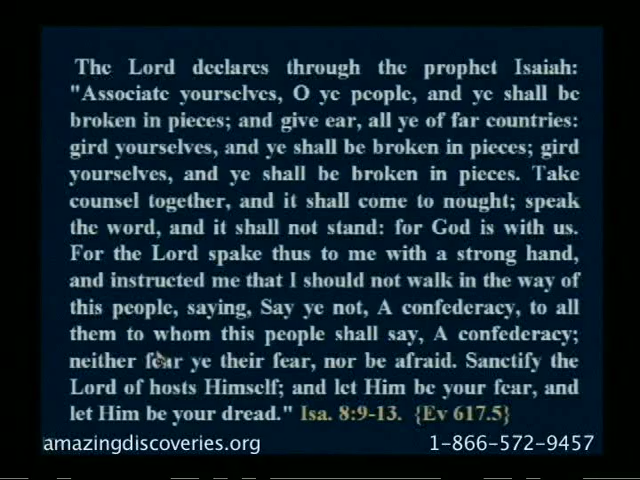 The Lord declares through the prophet Isaiah:
"Associate yourselves, O ye people, and ye shall be
broken in pieces; and give ear, all ye of far countries:
gird yourselves, and ye shall be broken in pieces; gird
yourselves, and ye shall be broken in pieces. Take
counsel together, and it shall come to nought; speak
the word, and it shall not stand: for God is with us.
For the Lord spake thus to me with a strong hand,
and instructed me that I should not walk in the way of
this people, saying, Say ye not, A confederacy, to all
them to whom this people shall say, A confederacy;
neither fear ye their fear, nor be afraid. Sanctify the
Lord of hosts Himself; and let Him be your fear, and
let Him be your dread." Isa. 8:9-13. {Ev 617.5}
amazingdiscoveries.org 1-866-572-9457